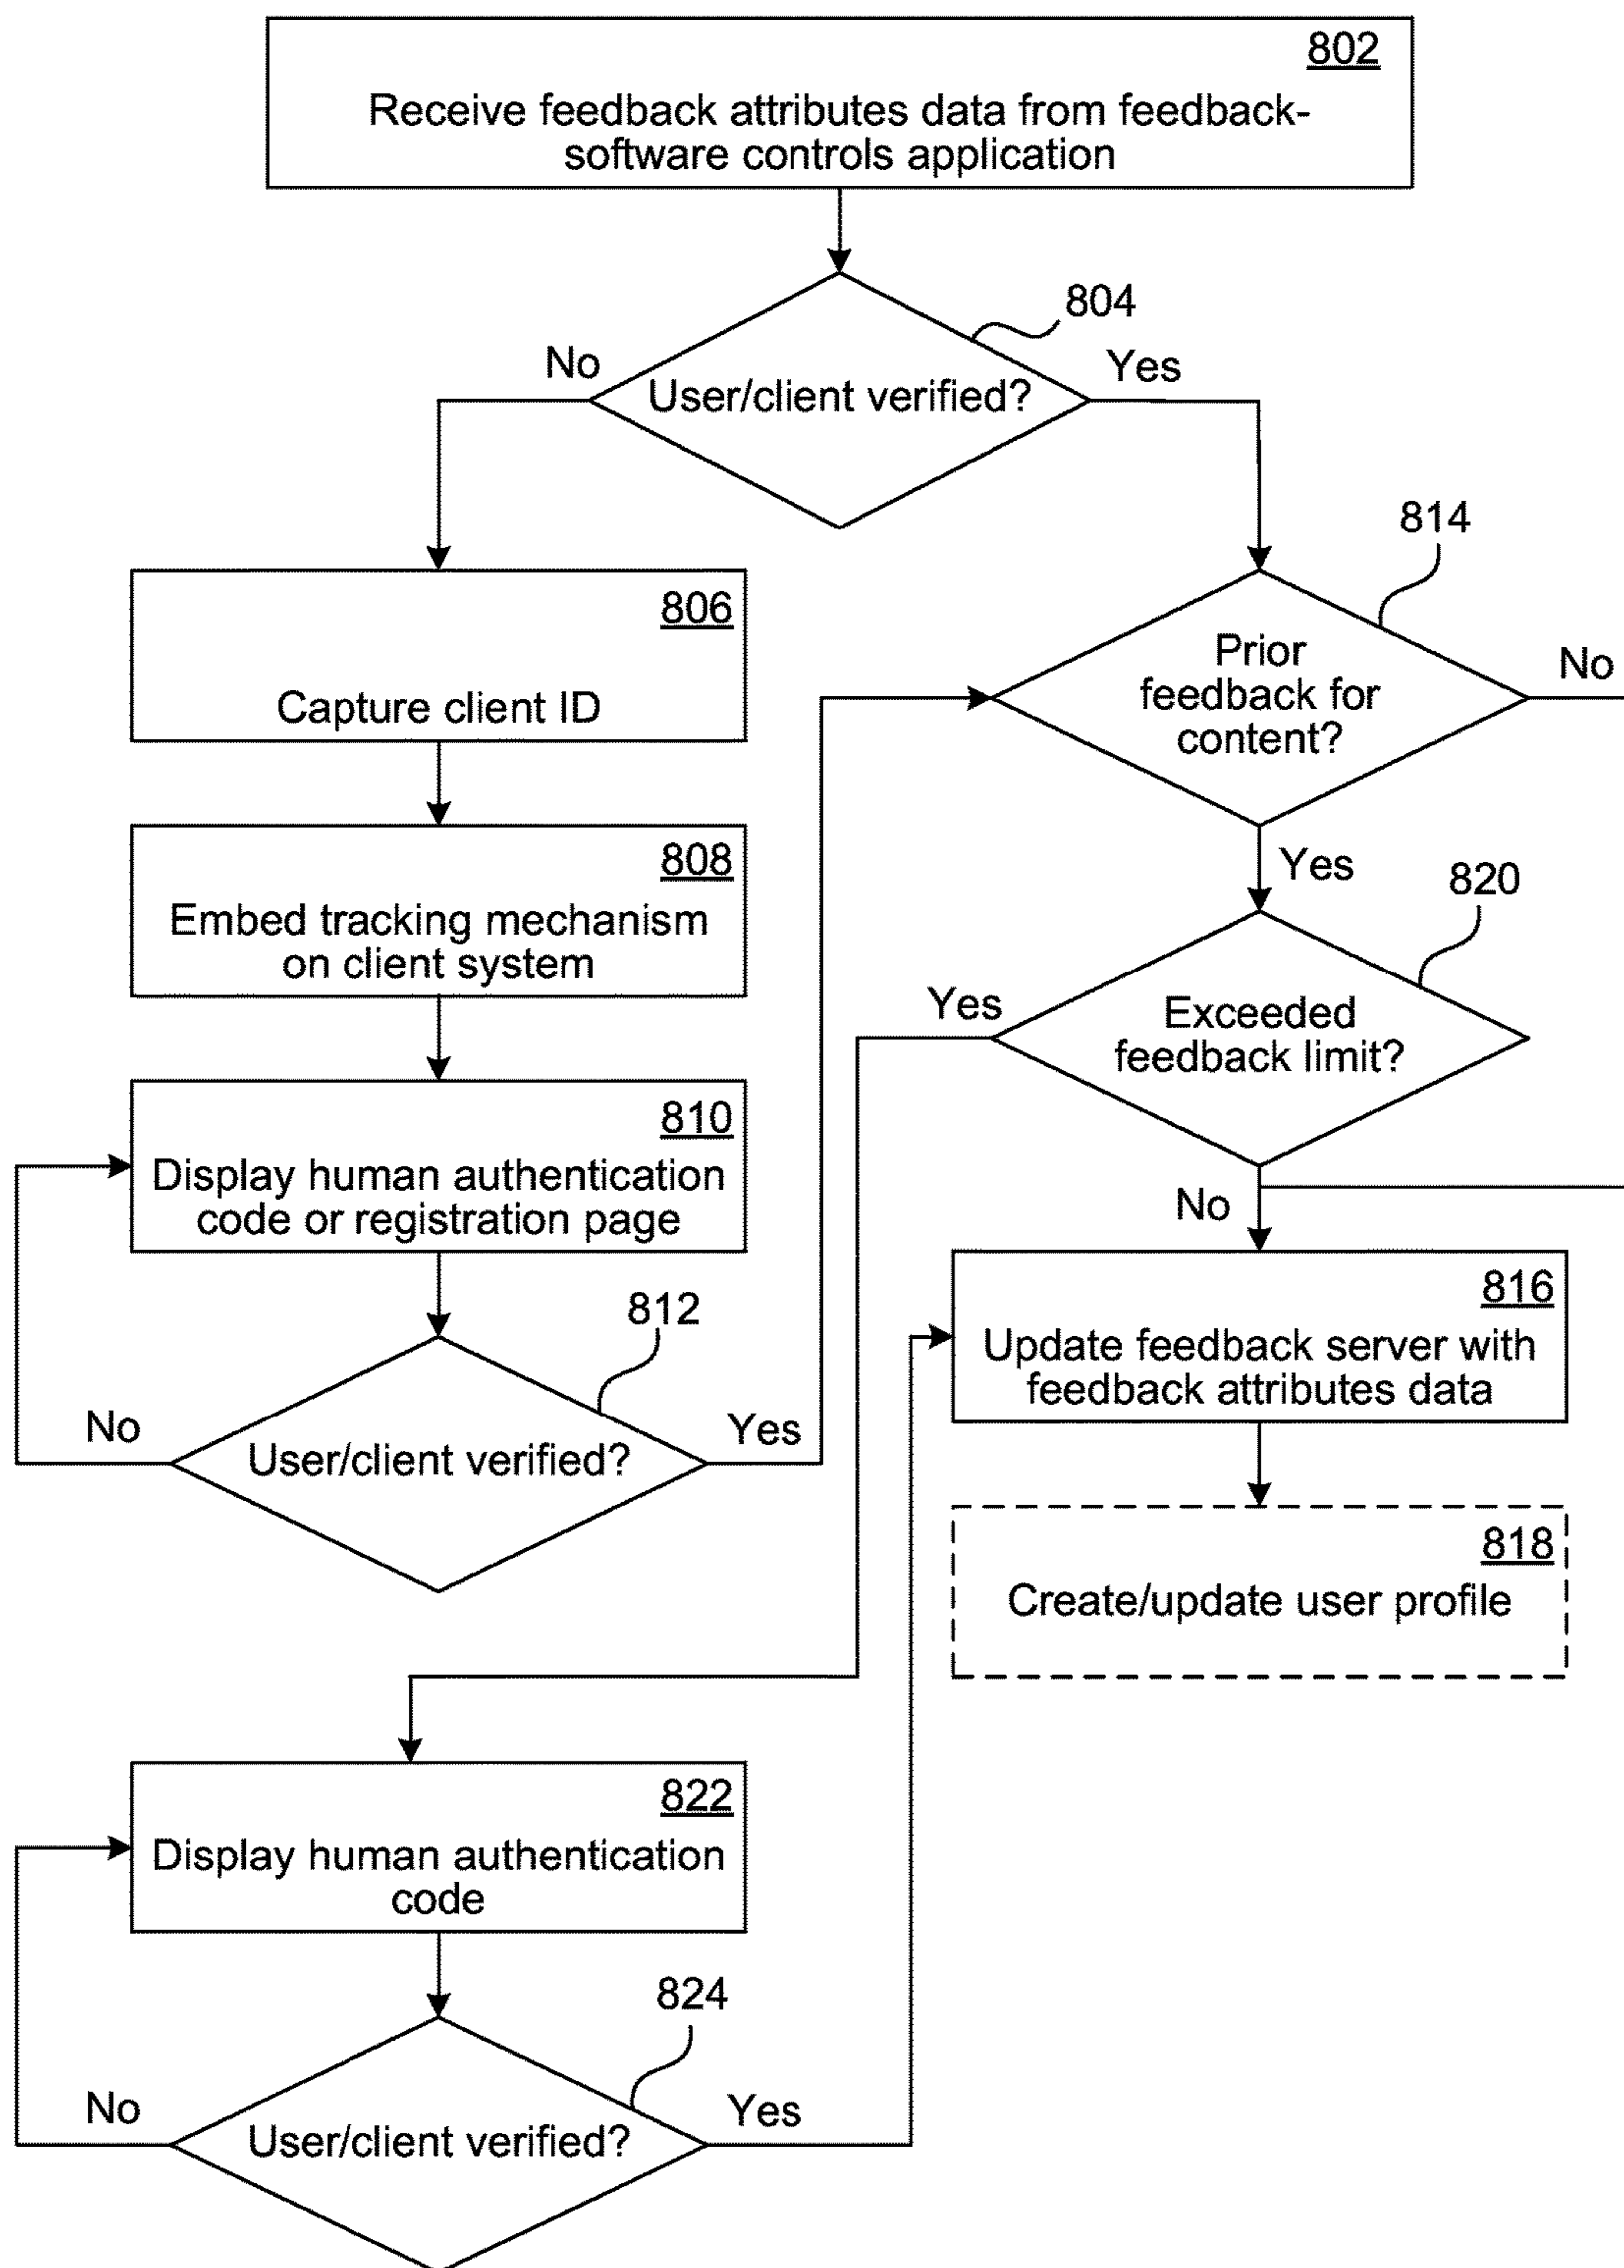 802
Receive feedback attributes data from feedback-
software controls application
804
No
Yes
User/client verified?
806
Capture client ID
808
Embed tracking mechanism
on client system
810
Display human authentication
code or registration page
812
No
Yes
User/client verified?
814
Prior
feedback for
content?
No
Yes
820
Yes
Exceeded
feedback limit?
No
816
Update feedback server with
feedback attributes data
818
Create/update user profile
822
Display human authentication
code
824
No
Yes
User/client verified?